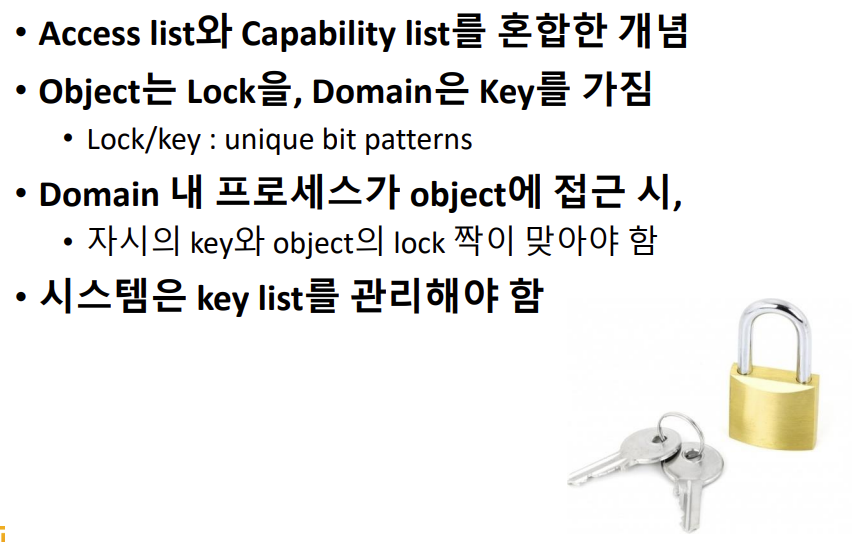 • Access list와 Capability list를 혼합한 개념
• Object는 Lock을, Domain은 Key를 가짐
• Lock/key : unique bit patterns
• Domain 내 프로세스가 object에 접근 시,
• 자시의 key와 object의 lock 짝이 맞아야 함
• 시스템은 key list를 관리해야 함